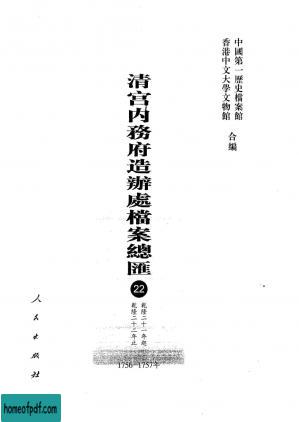 中國第一歷史檔案館
香港中文大學文物館
合編
清宮內務府造辦處檔案總匯
22
乾隆二十一年起
乾隆二十二年止
1756-1757年
人民出版社
homeofpdf.com